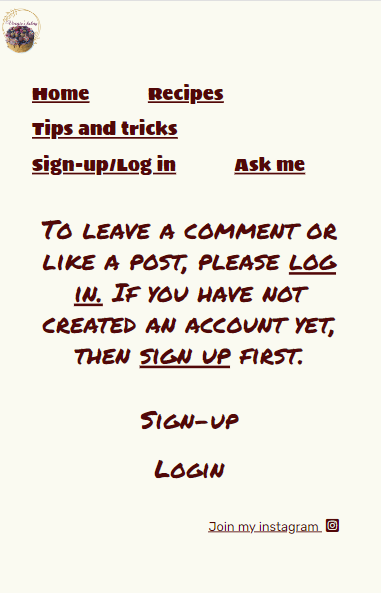 Home Recipes
Tips and tricks
Sign-up/Log in Ask me
To leave a comment or
like a post, please log
in. If you have not
created an account yet,
then sign up first.
Sign-up
Login
Join my instagram